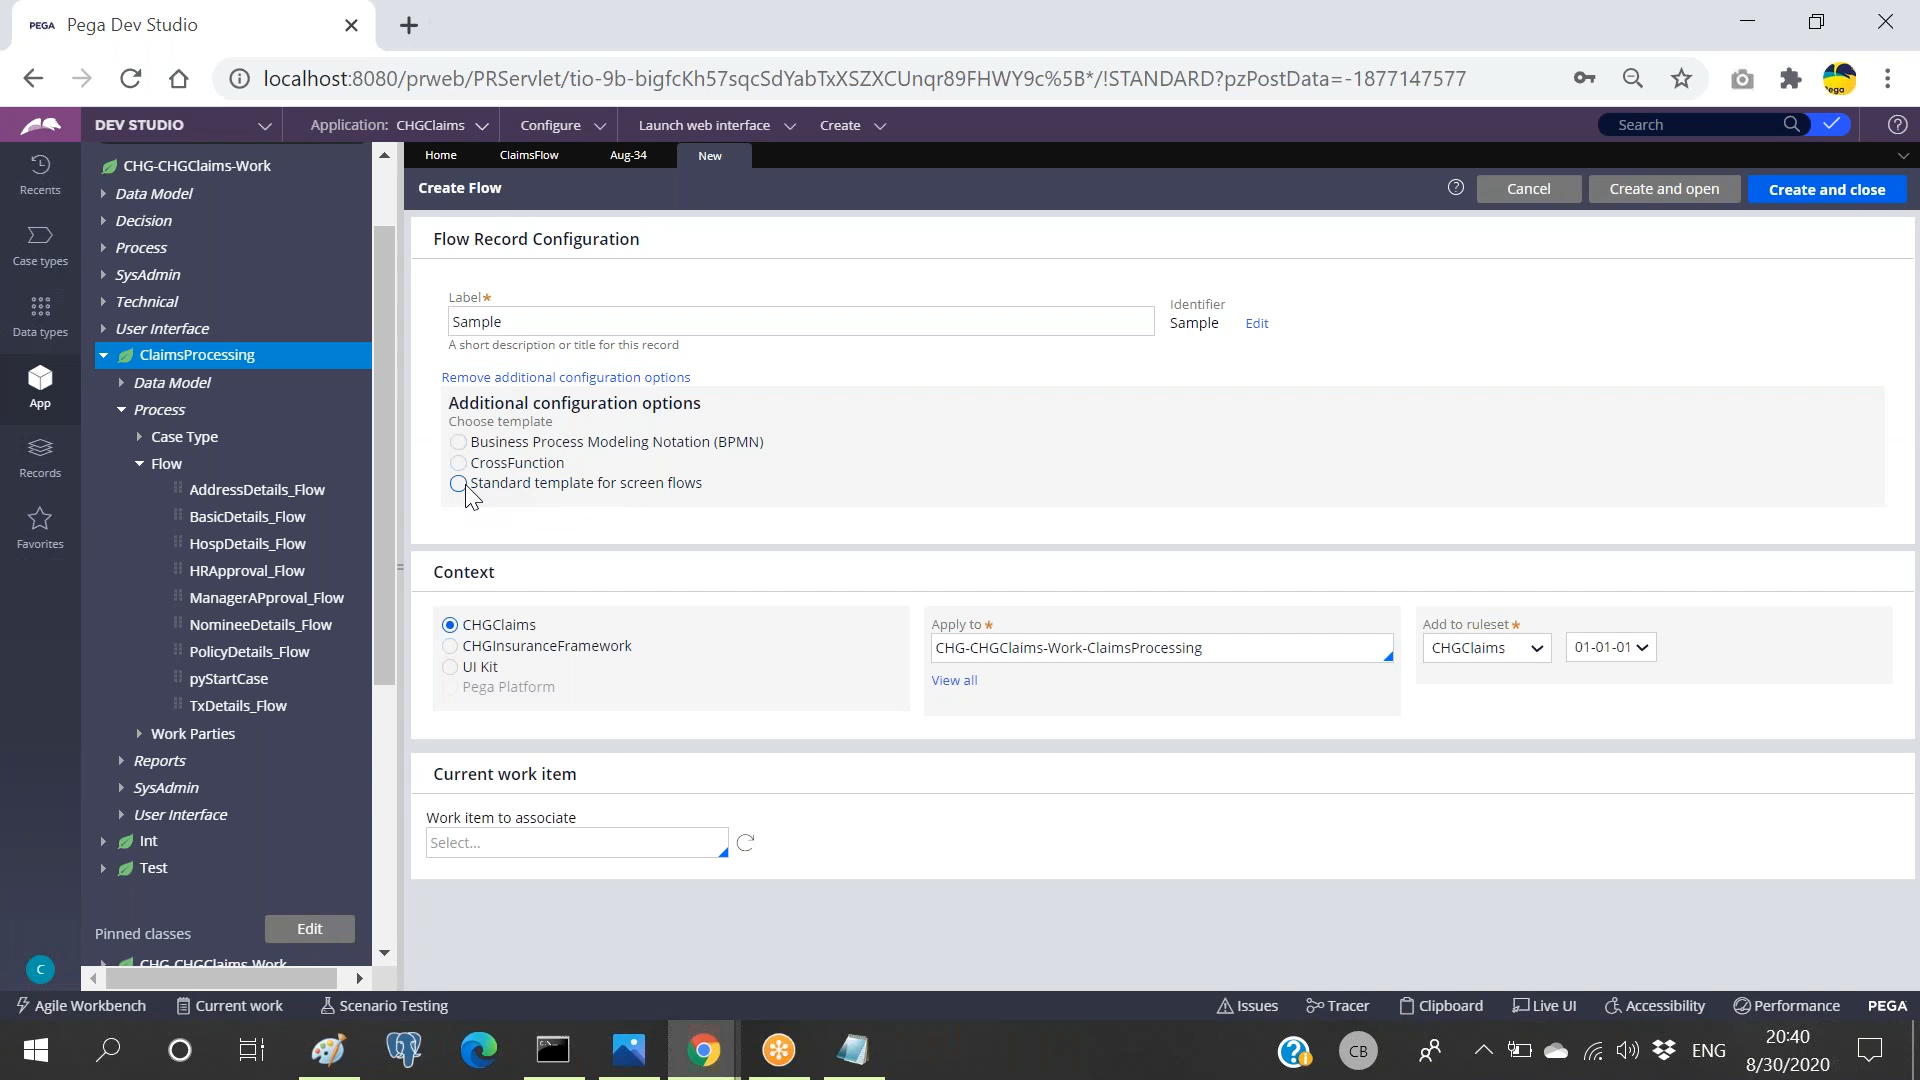 PEGA Pega Dev Studio
localhost:8080/prweb/PRServlet/tio-9b-bigfcKh57sqcSdYabTxXSZXCUnqr89FHWY9c%5B*/!STANDARD?pzPostData=-1877147577
DEV STUDIO
Application: CHGClaims
Configure
Launch web interface
Create
Search
Recents
Case types
Data types
App
Records
Favorites
C
CHG-CHGClaims-Work
Data Model
Decision
Process
SysAdmin
Technical
User Interface
ClaimsProcessing
Data Model
Process
Case Type
Flow
AddressDetails_Flow
BasicDetails_Flow
HospDetails_Flow
HRApproval_Flow
ManagerAPproval_Flow
NomineeDetails_Flow
PolicyDetails_Flow
pyStartCase
TxDetails_Flow
Work Parties
Reports
SysAdmin
User Interface
Int
Test
Pinned classes
Edit
CHG-CHGClaims-Work
Home
ClaimsFlow
Aug-34
New
Create Flow
Cancel
Create and open
Create and close
Flow Record Configuration
Label*
Sample
A short description or title for this record
Identifier
Sample Edit
Remove additional configuration options
Additional configuration options
Choose template
Business Process Modeling Notation (BPMN)
CrossFunction
Standard template for screen flows
Context
CHGClaims
CHGInsuranceFramework
UI Kit
Pega Platform
Apply to *
CHG-CHGClaims-Work-ClaimsProcessing
View all
Add to ruleset *
CHGClaims
01-01-01
Current work item
Work item to associate
Select...
Agile Workbench
Current work
Scenario Testing
Issues
Tracer
Clipboard
Live UI
Accessibility
Performance
PEGA
CB
ENG
20:40
8/30/2020